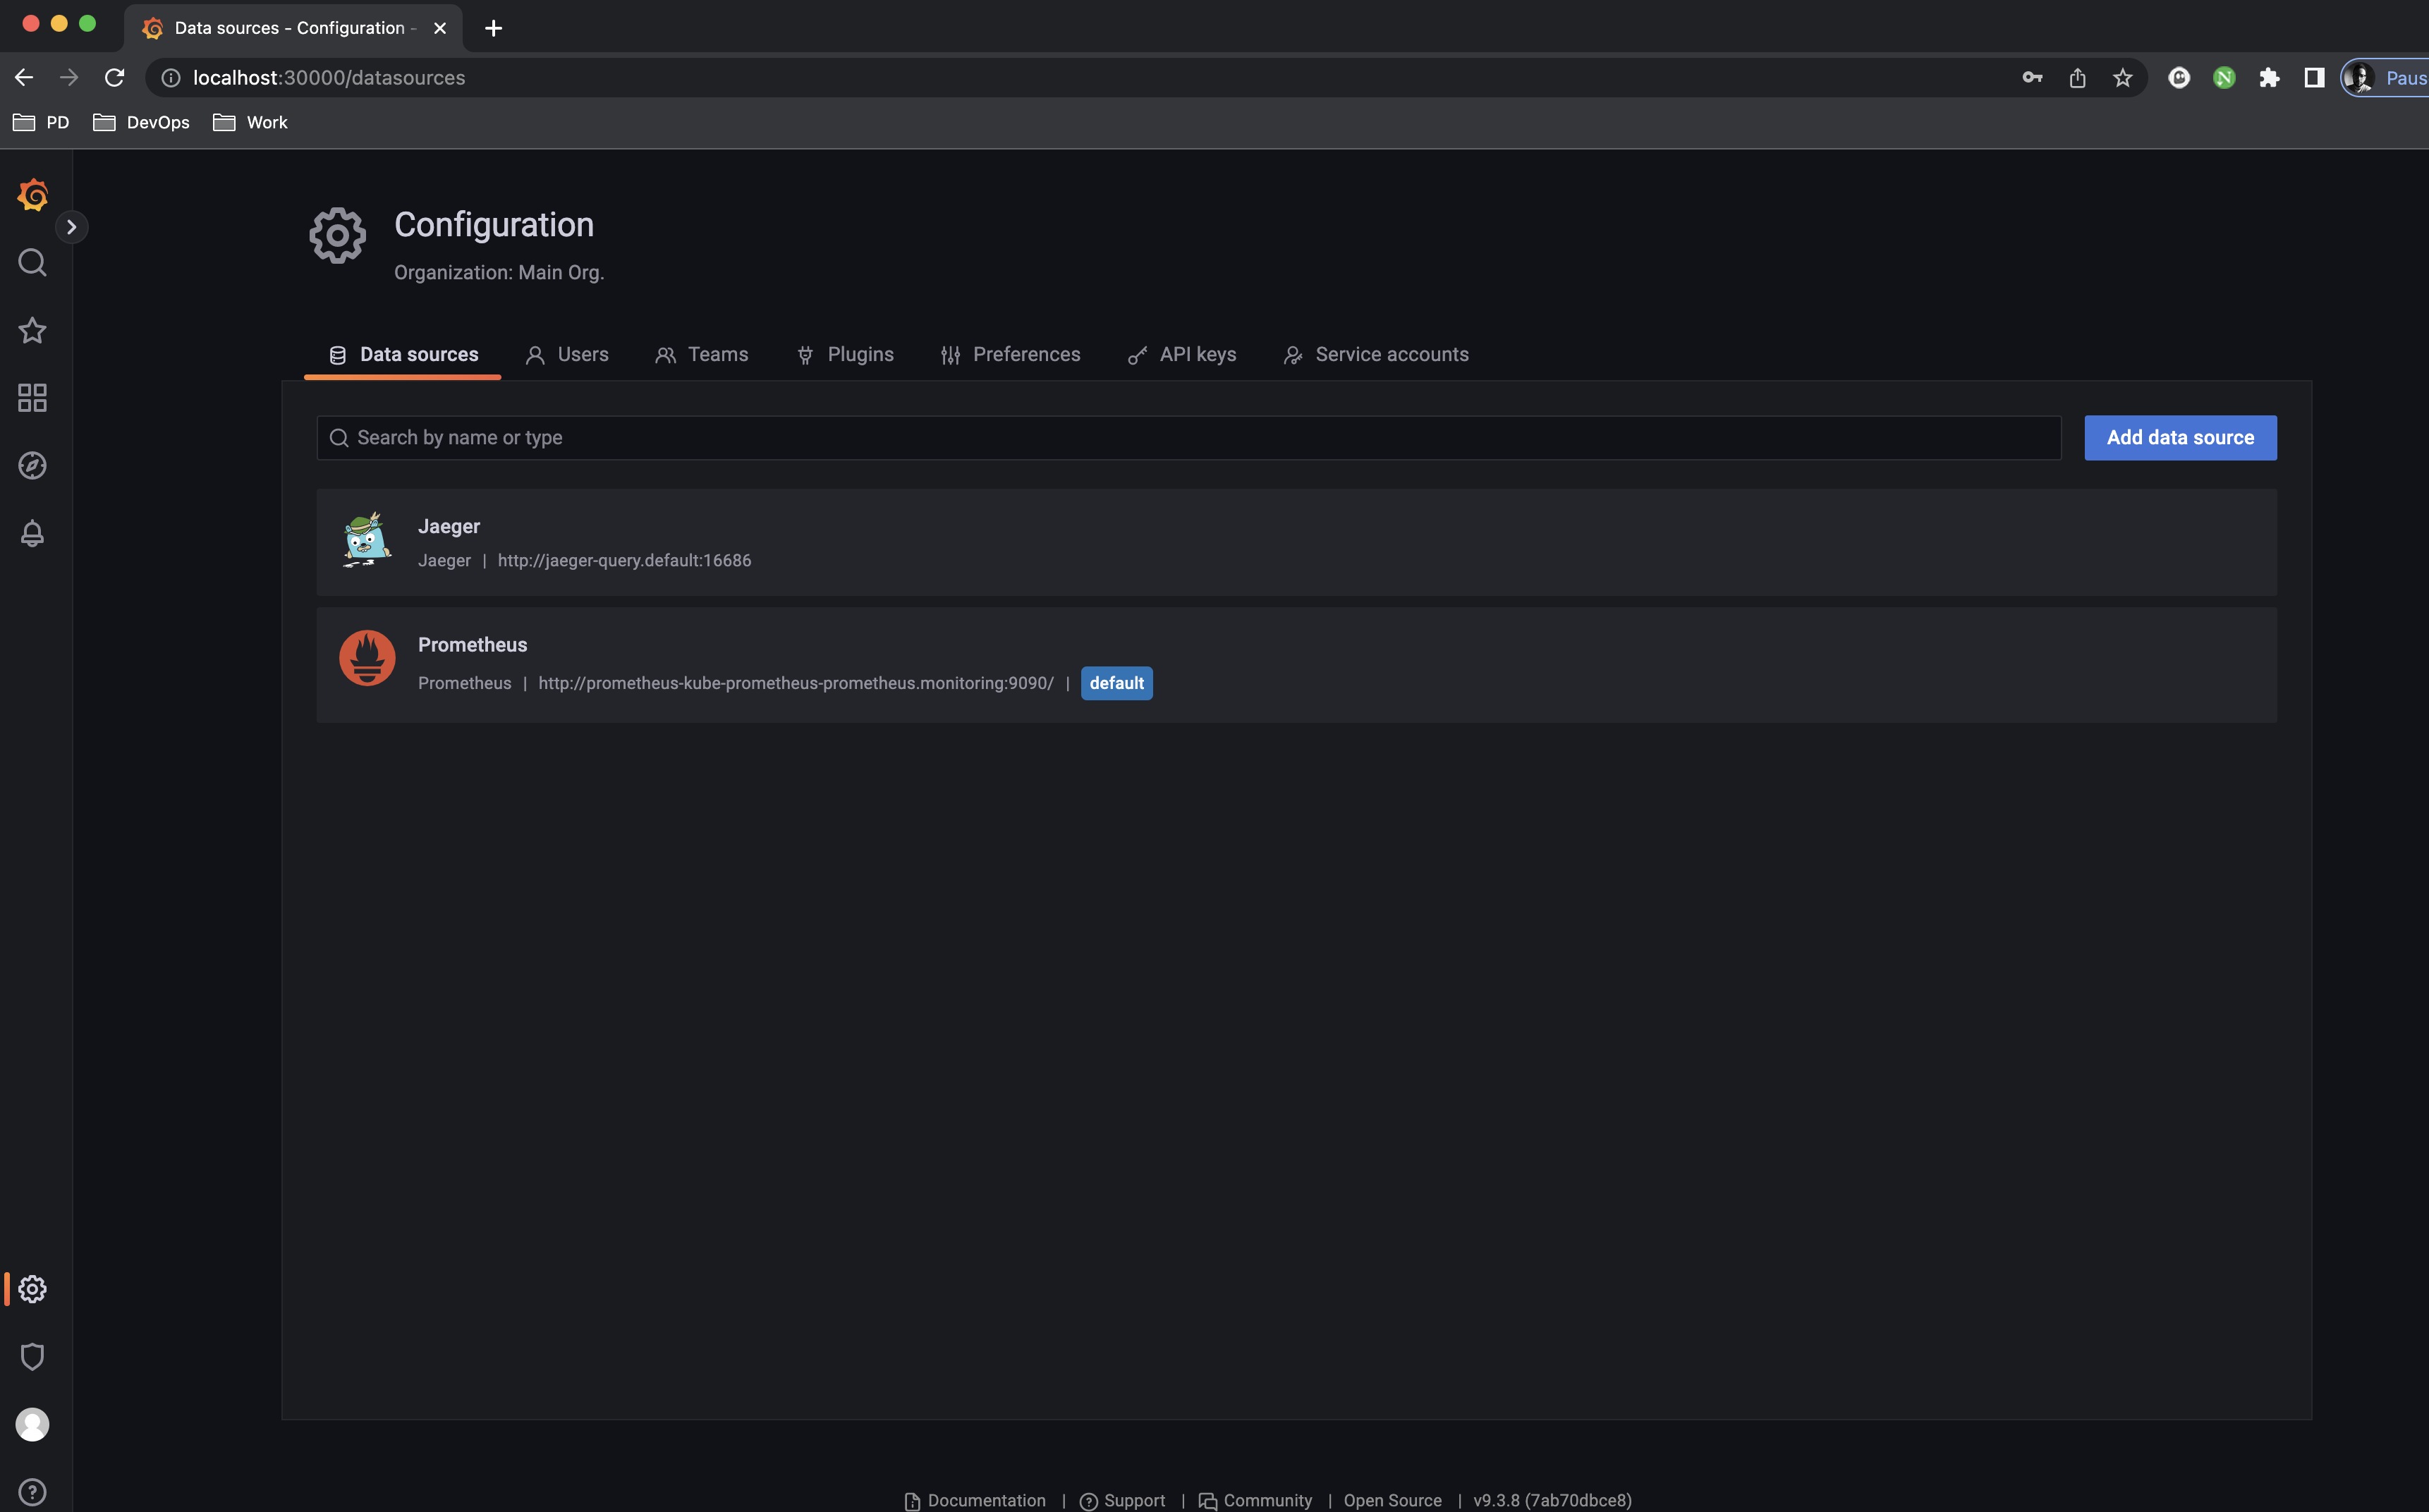 Data sources - Configuration -
localhost:30000/datasources
Paus
PD DevOps Work
Configuration
Organization: Main Org.
Data sources Users Teams Plugins Preferences API keys Service accounts
Search by name or type Add data source
Jaeger
Jaeger | http://jaeger-query.default:16686
Prometheus
Prometheus | http://prometheus-kube-prometheus-prometheus.monitoring:9090/ | default
Documentation | Support | Community | Open Source | v9.3.8 (7ab70dbce8)